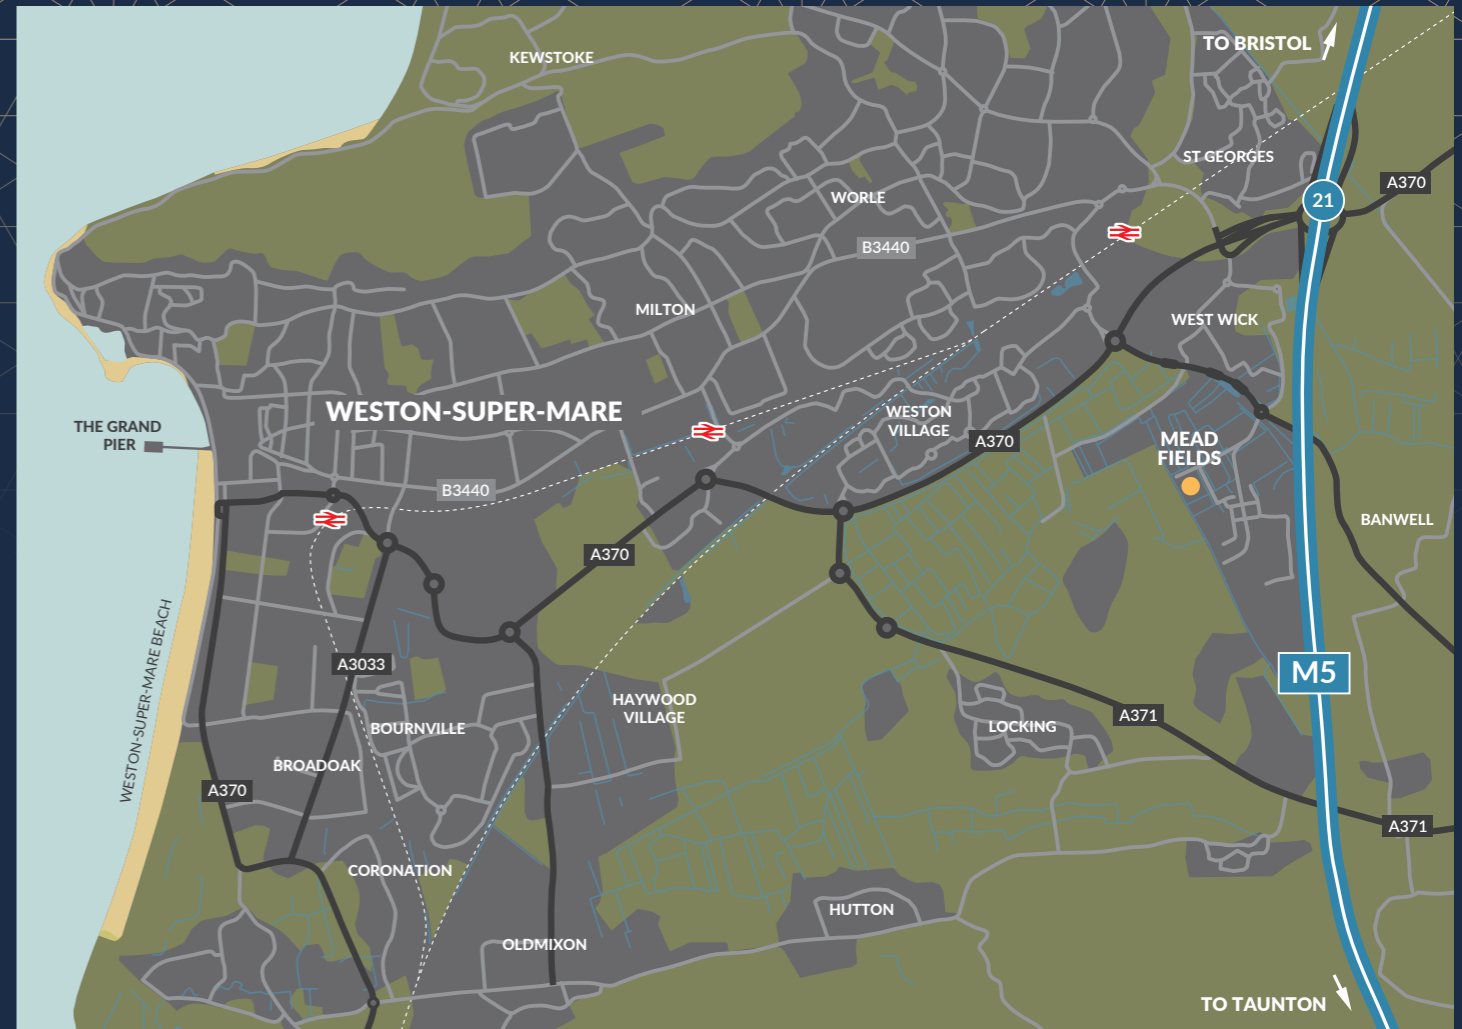 KEWSTOKE
TO BRISTOL
ST GEORGES
A370
WORLE
21
B3440
MILTON
WEST WICK
WESTON-SUPER-MARE
THE GRAND
PIER
WESTON
VILLAGE
A370
MEAD
FIELDS
B3440
BANWELL
A370
WESTON-SUPER-MARE BEACH
A3033
M5
HAYWOOD
VILLAGE
A371
LOCKING
BOURNVILLE
BROADOAK
A370
A371
CORONATION
HUTTON
OLDMIXON
TO TAUNTON